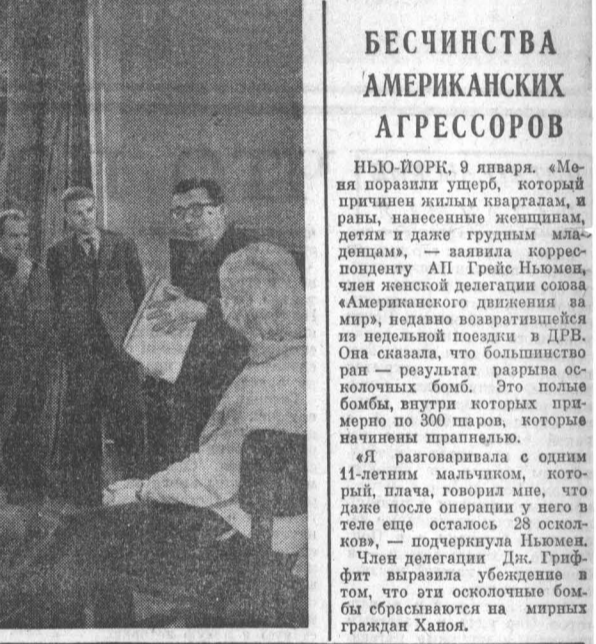 БЕСЧИНСТВА
АМЕРИКАНСКИХ
АГРЕССОРОВ
НЬЮ-ЙОРК, 9 января. «Ме-
ня поразили ущерб, который
причинен жилым кварталам, и
раны, нанесенные женщинам,
детям и даже грудным мла-
денцам», — заявила коррес-
понденту АП Грейс Ньюмен,
член женской делегации союза
«Американского движения за
мир», недавно возвратившейся
из недельной поездки в ДРВ.
Она сказала, что большинство
ран — результат разрыва ос-
колочных бомб. Это полые
бомбы, внутри которых при-
мерно по 300 шаров, которые
начинены шрапнелью.
«Я разговаривала с одним
11-летним мальчиком, кото-
рый, плача, говорил мне, что
даже после операции у него в
теле еще осталось 28 оскол-
ков», — подчеркнула Ньюмен.
Член делегации Дж. Гриф-
фит выразила убеждение в
том, что эти осколочные бом-
бы сбрасываются на мирных
граждан Ханоя.